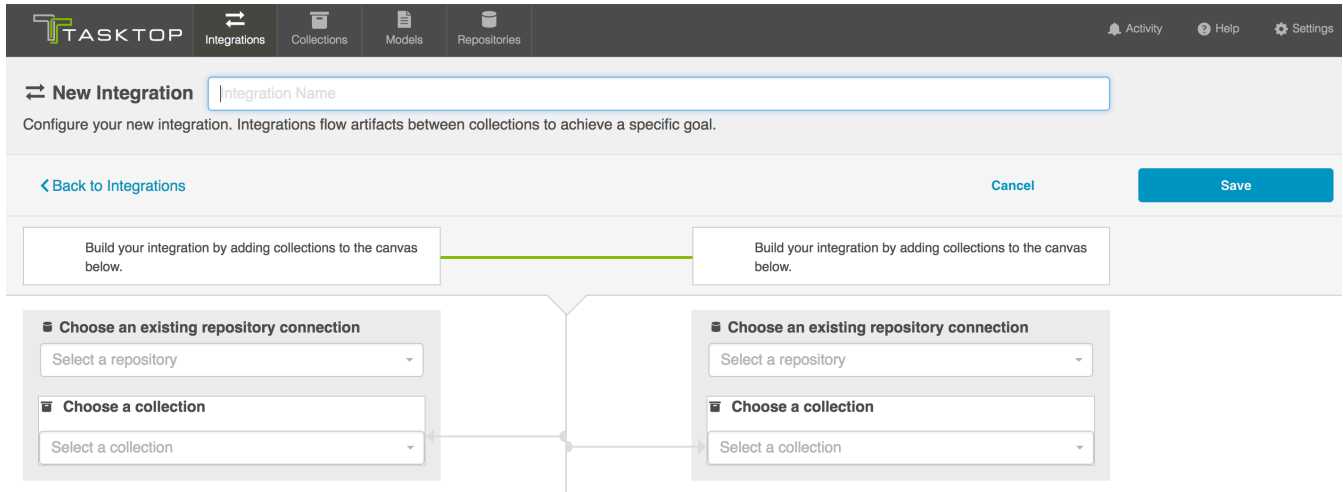 TASKTOP
Integrations
Collections
Models
Repositories
Activity
Help
Settings
New Integration
Integration Name
Configure your new integration. Integrations flow artifacts between collections to achieve a specific goal.
Back to Integrations
Cancel
Save
Build your integration by adding collections to the canvas
below.
Build your integration by adding collections to the canvas
below.
Choose an existing repository connection
Select a repository
Choose a collection
Select a collection
Choose an existing repository connection
Select a repository
Choose a collection
Select a collection